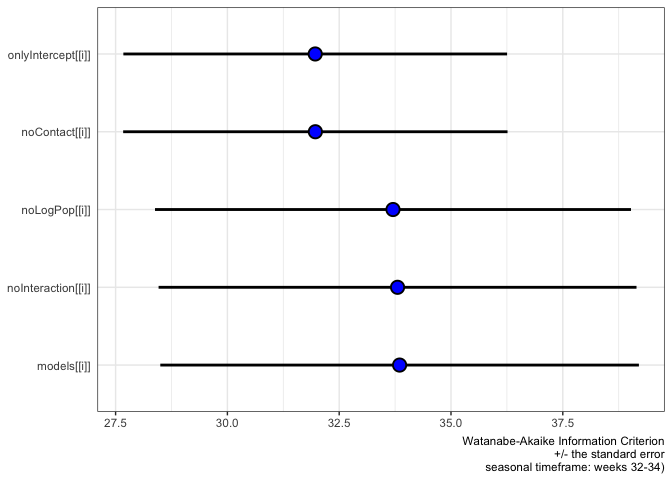 onlyIntercept[[i]]
noContact[[i]]
noLogPop[[i]]
noInteraction[[i]]
models[[i]]
27.5 30.0 32.5 35.0 37.5
Watanabe-Akaike Information Criterion
+/- the standard error
seasonal timeframe: weeks 32-34)